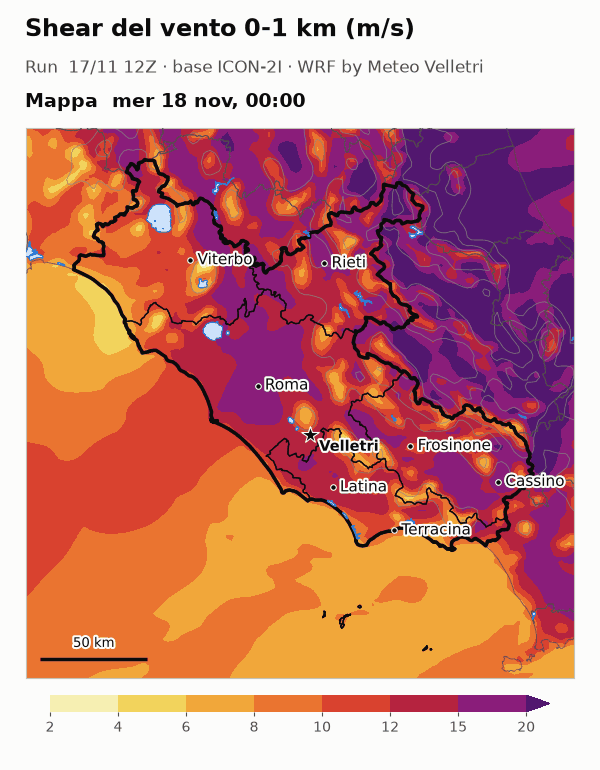 Shear del vento 0-1 km (m/s)
Run 17/11 12Z · base ICON-2I · WRF by Meteo Velletri
Mappa mer 18 nov, 00:00
Viterbo
Rieti
Roma
Velletri
Frosinone
Latina
Cassino
Terracina
50 km
2 4 6 8 10 12 15 20